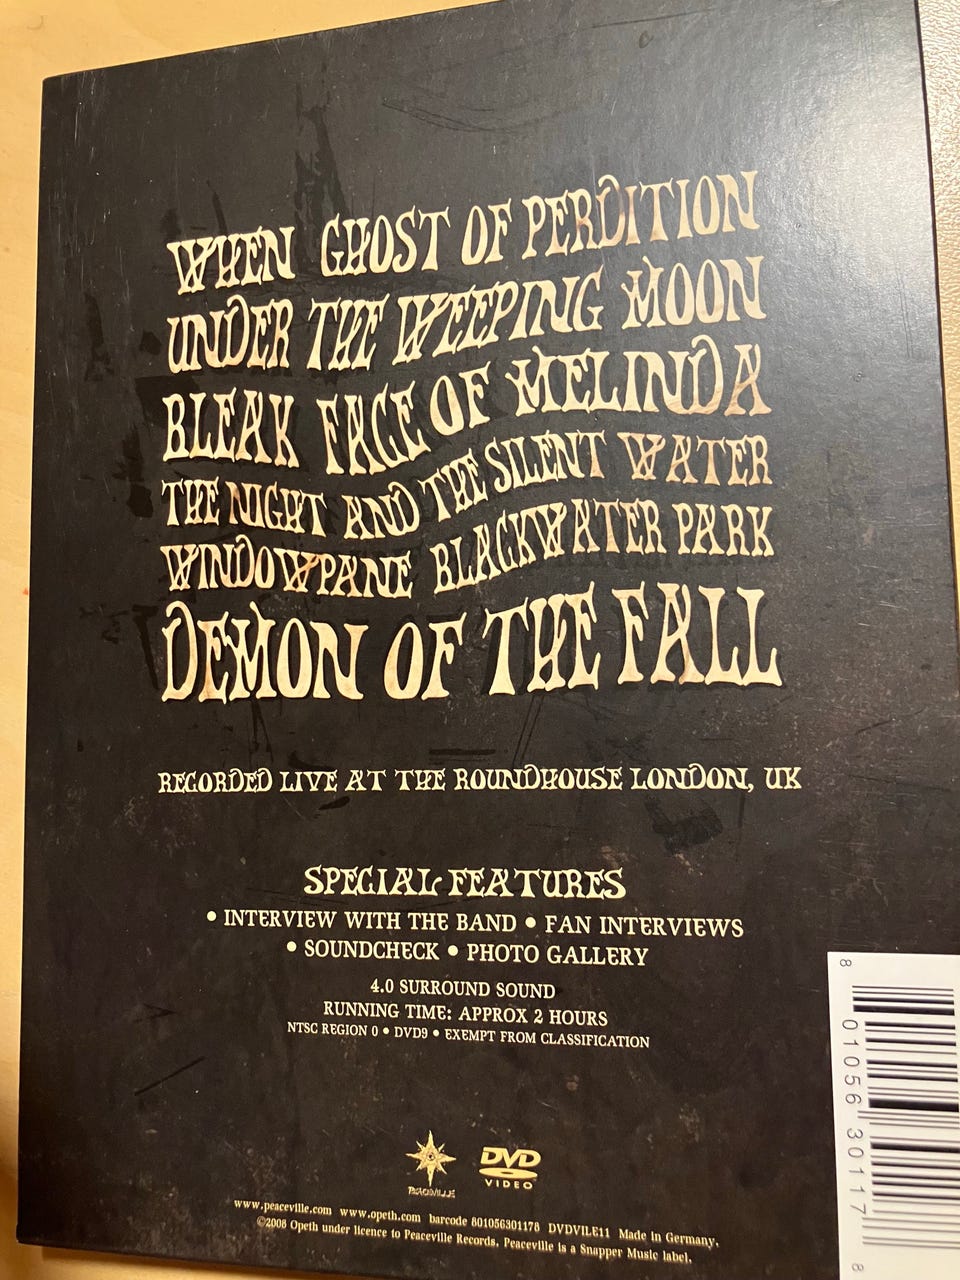 WHEN GHOST OF PERDITION
UNDER THE WEEPING MOON
BLEAK FACE OF MELINDA
THE NIGHT AND THE SILENT WATER
WINDOWPANE BLACKWATER PARK
DEMON OF THE FALL
RECORDED LIVE AT THE ROUNDHOUSE LONDON, UK
SPECIAL FEATURES
• INTERVIEW WITH THE BAND • FAN INTERVIEWS
• SOUNDCHECK • PHOTO GALLERY
4.0 SURROUND SOUND
RUNNING TIME: APPROX 2 HOURS
NTSC REGION 0 • DVD9 • EXEMPT FROM CLASSIFICATION
PEACEVILLE
DVD
VIDEO
www.peaceville.com www.opeth.com barcode 801056301178 DVDVILE11 Made in Germany.
©2008 Opeth under licence to Peaceville Records. Peaceville is a Snapper Music label.
8 01056 30117 8